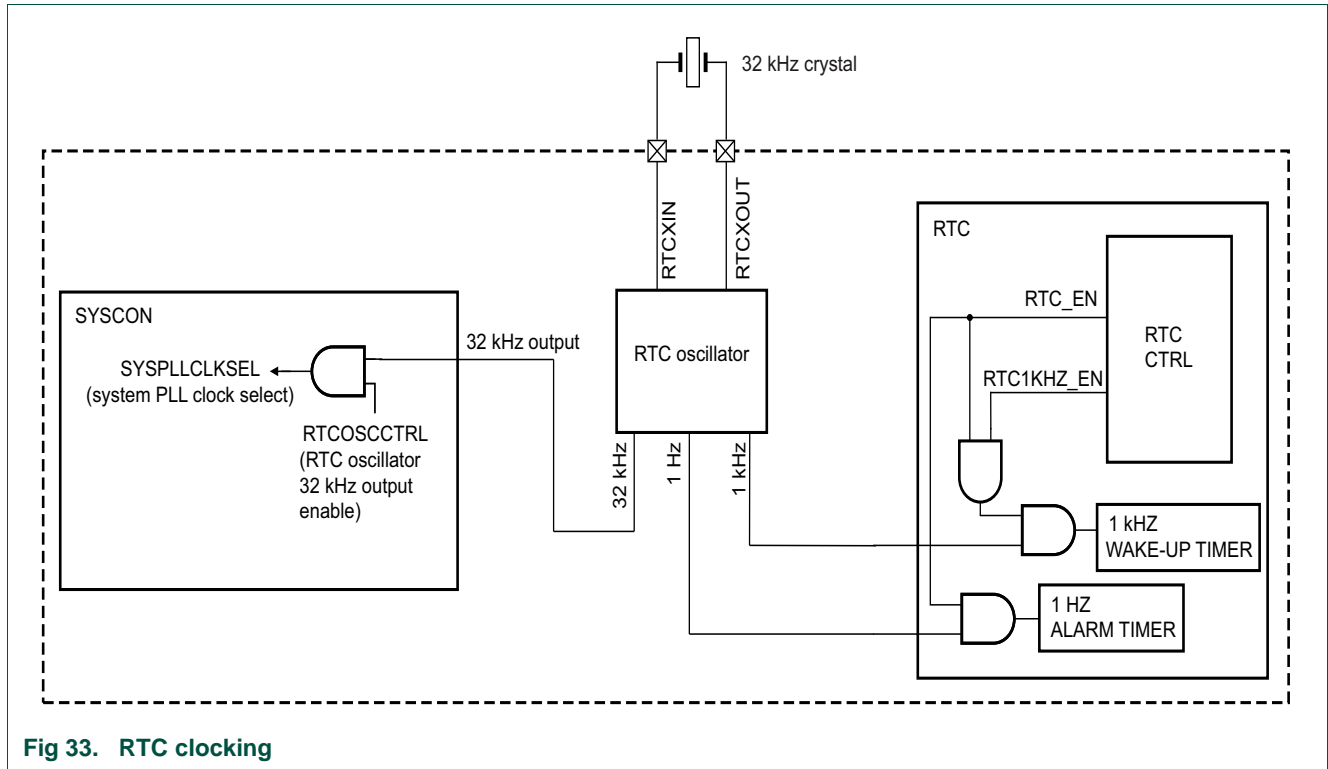 32 kHz crystal
RTCXIN
RTCXOUT
RTC
RTC_EN
RTC
CTRL
RTC1KHZ_EN
SYSCON
32 kHz output
RTC oscillator
SYSPLLCLKSEL
(system PLL clock select)
RTCOSCCTRL
(RTC oscillator
32 kHz output
enable)
32 kHz
1 Hz
1 kHz
1 kHZ
WAKE-UP TIMER
1 HZ
ALARM TIMER
Fig 33. RTC clocking